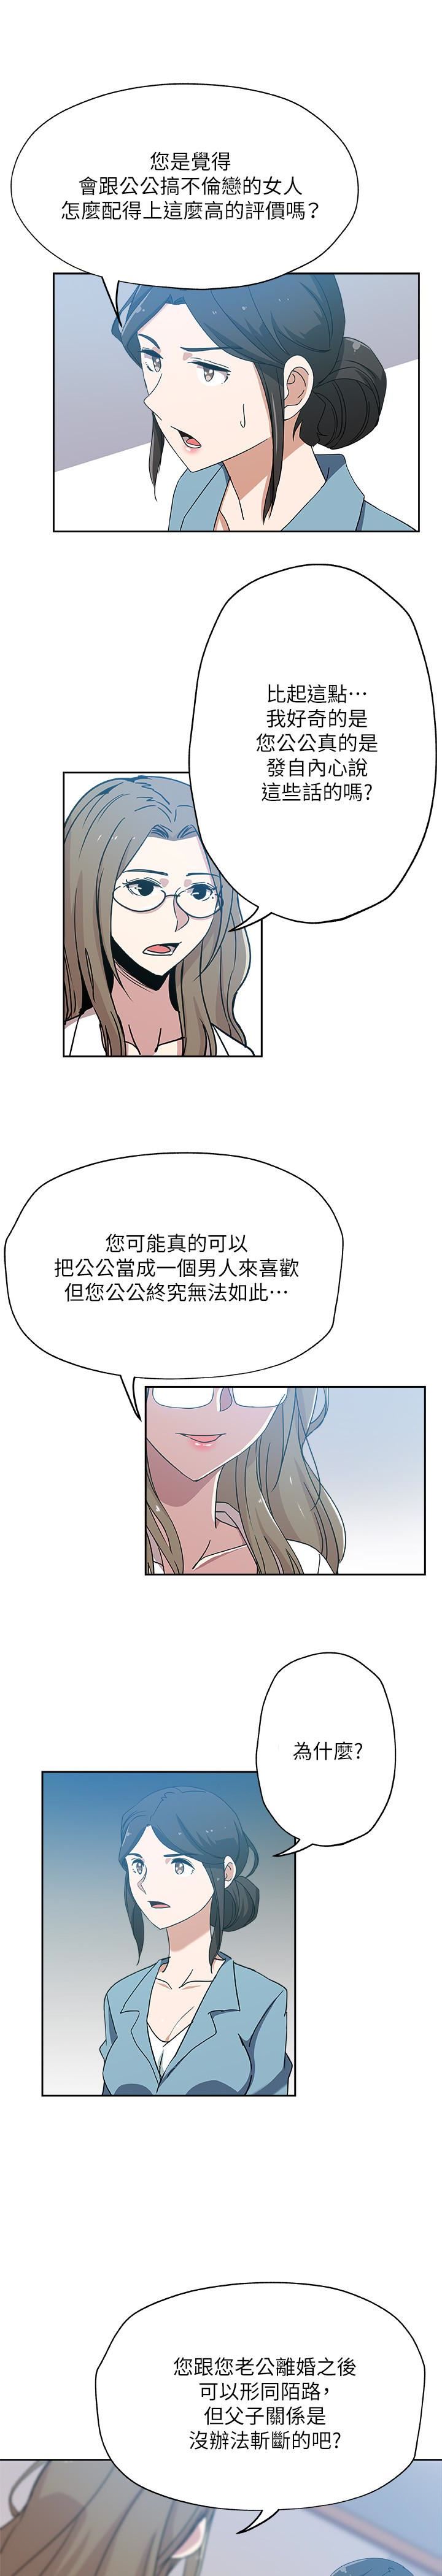 您是覺得
會跟公公搞不倫戀的女人
怎麼配得上這麼高的評價嗎?
比起這點⋯
我好奇的是
您公公真的是
發自內心說
這些話的嗎?
您可能真的可以
把公公當成一個男人來喜歡
但您公公終究無法如此⋯
為什麼?
您跟您老公離婚之後
可以形同陌路,
但父子關係是
沒辦法斬斷的吧?